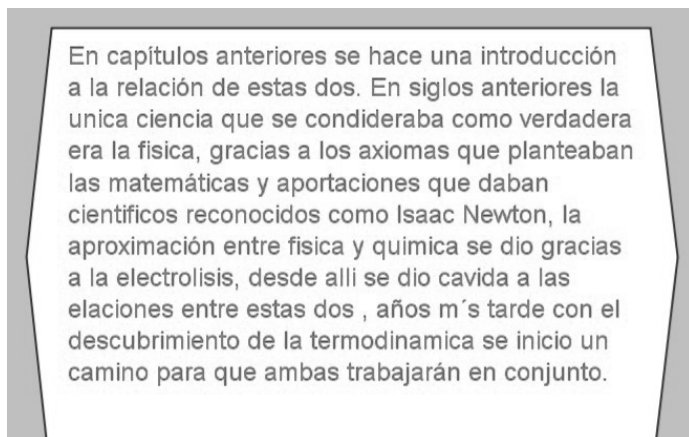 En capítulos anteriores se hace una introducción
a la relación de estas dos. En siglos anteriores la
unica ciencia que se condideraba como verdadera
era la fisica, gracias a los axiomas que planteaban
las matemáticas y aportaciones que daban
cientificos reconocidos como Isaac Newton, la
aproximación entre fisica y quimica se dio gracias
a la electrolisis, desde alli se dio cavida a las
elaciones entre estas dos , años m´s tarde con el
descubrimiento de la termodinamica se inicio un
camino para que ambas trabajarán en conjunto.